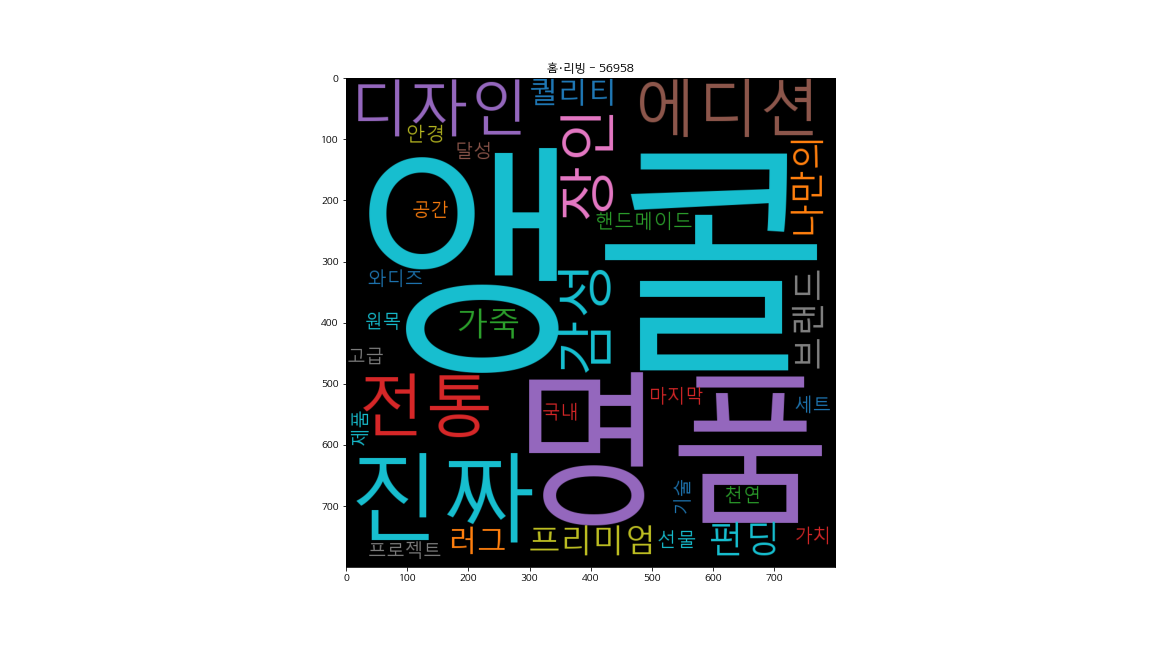 홈·리빙 - 56958
디자인
퀄리티
에디션
안경
달성
장인
나만의
앵콜
공간
핸드메이드
와디즈
감성
브랜드
원목
가죽
고급
전통
명품
국내
마지막
세트
제품
진짜
기술
천연
러그
프리미엄
선물
펀딩
가치
프로젝트
0
100
200
300
400
500
600
700
0 100 200 300 400 500 600 700